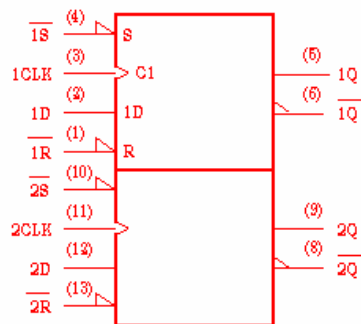 1S (4) S
1CLK (3) C1 (5) 1Q
1D (2) 1D (6) 1Q
1R (1) R
2S (10)
2CLK (11) (9) 2Q
2D (12) (8) 2Q
2R (13)